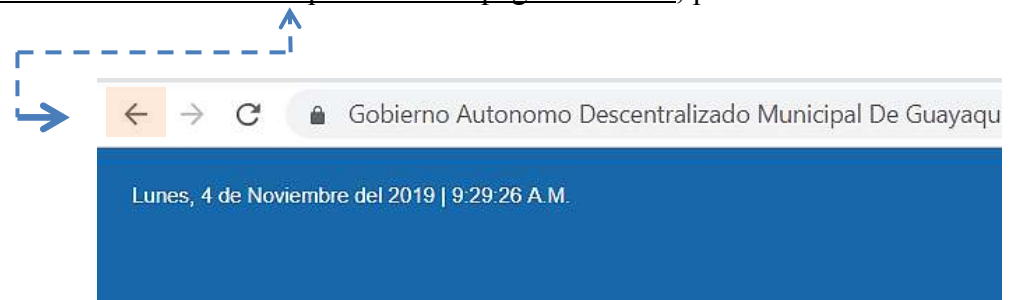 Gobierno Autonomo Descentralizado Municipal De Guayaqu
Lunes, 4 de Noviembre del 2019 | 9:29:26 A.M.